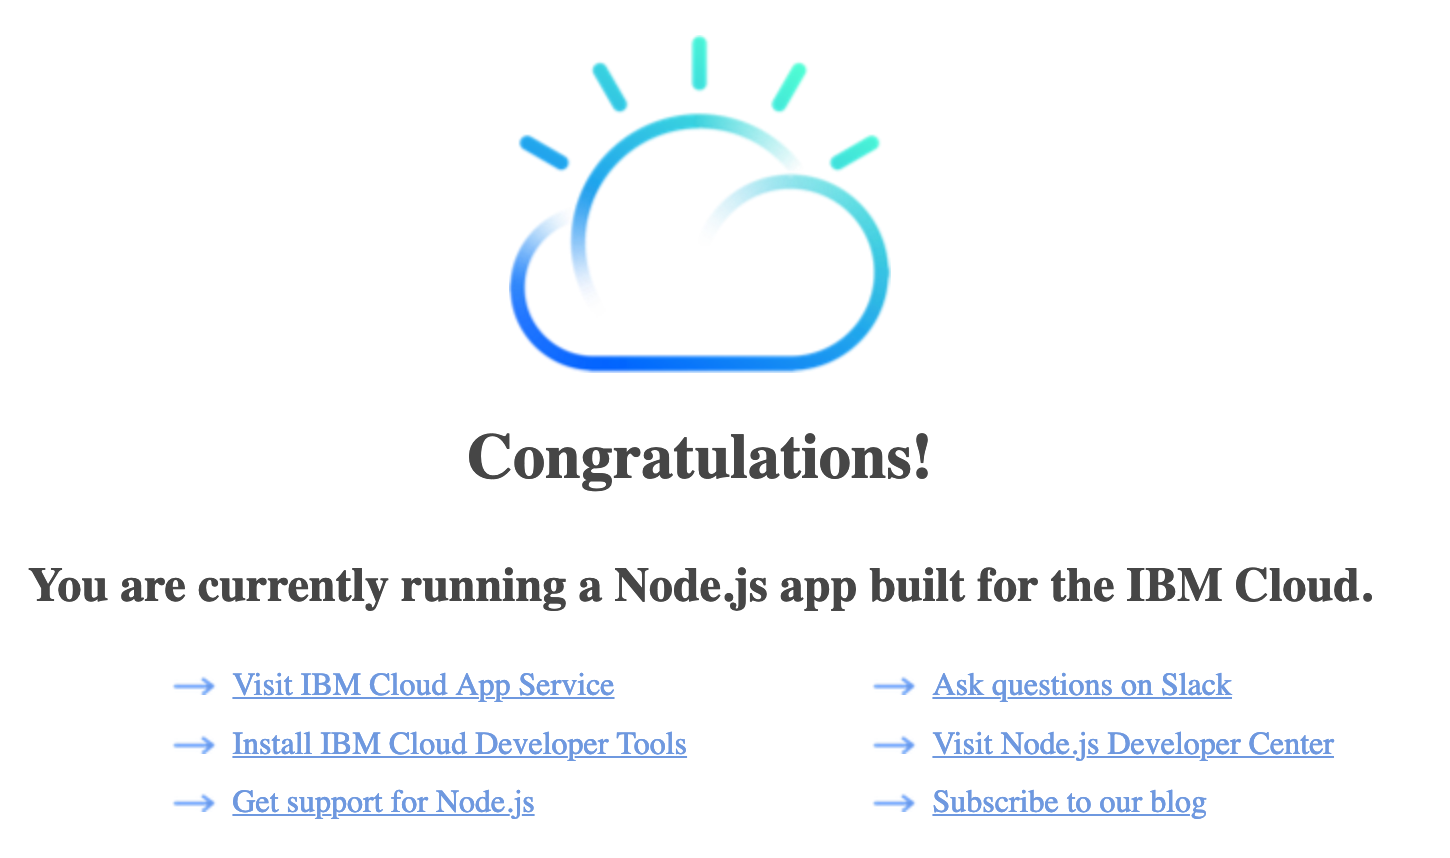 Congratulations!
You are currently running a Node.js app built for the IBM Cloud.
Visit IBM Cloud App Service
Install IBM Cloud Developer Tools
Get support for Node.js
Ask questions on Slack
Visit Node.js Developer Center
Subscribe to our blog